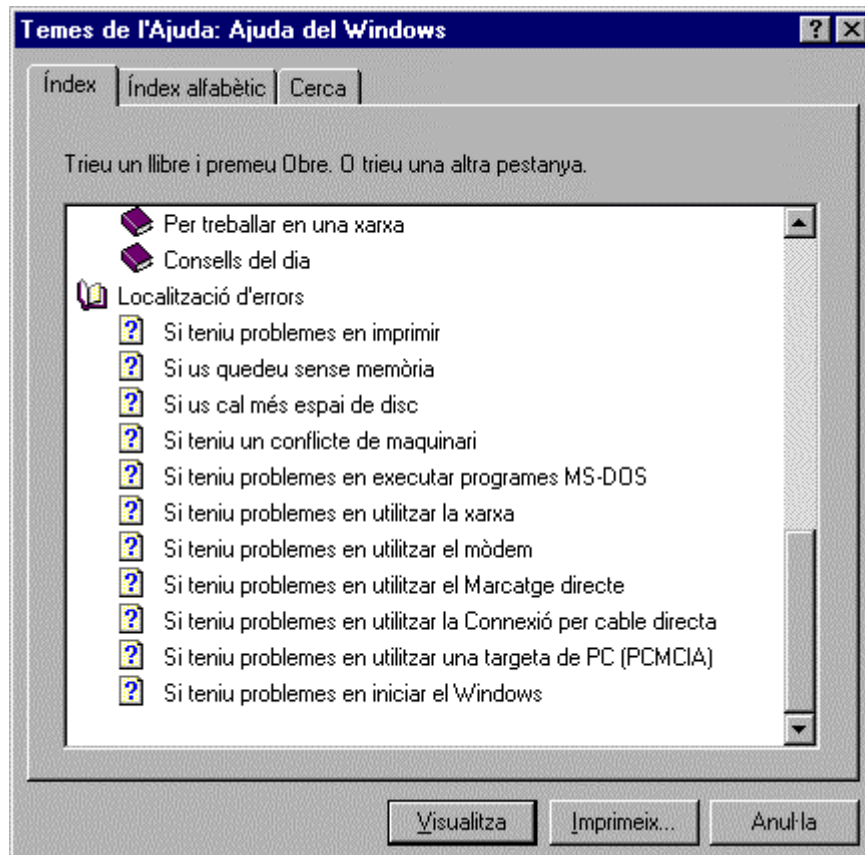 Temes de l'Ajuda: Ajuda del Windows
Índex
Índex alfabètic
Cerca
Trieu un llibre i premeu Obre. O trieu una altra pestanya.
Per treballar en una xarxa
Consells del dia
Localització d'errors
Si teniu problemes en imprimir
Si us quedeu sense memòria
Si us cal més espai de disc
Si teniu un conflicte de maquinari
Si teniu problemes en executar programes MS-DOS
Si teniu problemes en utilitzar la xarxa
Si teniu problemes en utilitzar el mòdem
Si teniu problemes en utilitzar el Marcatge directe
Si teniu problemes en utilitzar la Connexió per cable directa
Si teniu problemes en utilitzar una targeta de PC (PCMCIA)
Si teniu problemes en iniciar el Windows
Visualitza
Imprimeix...
Anul·la